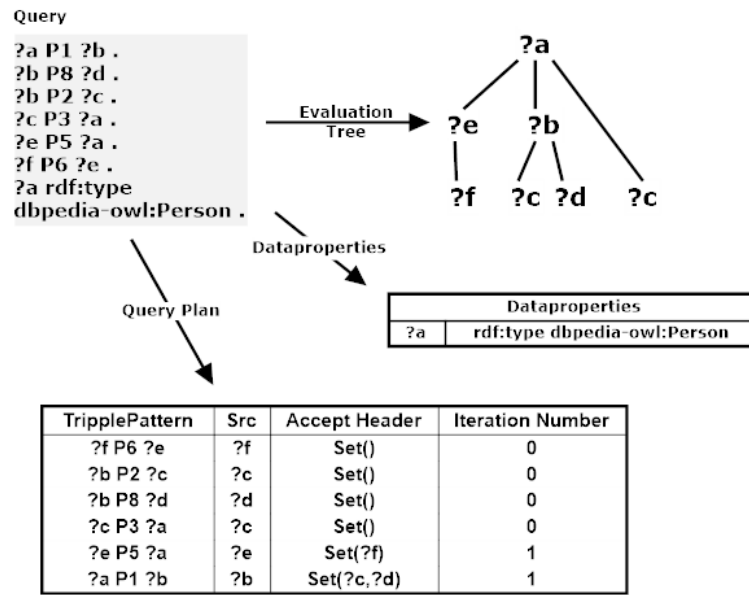 Query
?a P1 ?b .
?b P8 ?d .
?b P2 ?c .
?c P3 ?a .
?e P5 ?a .
?f P6 ?e .
?a rdf:type
dbpedia-owl:Person .
Evaluation
Tree
?a
?e ?b
?f ?c ?d ?c
Dataproperties
Query Plan
Dataproperties
?a rdf:type dbpedia-owl:Person
TripplePattern Src Accept Header Iteration Number
?f P6 ?e ?f Set() 0
?b P2 ?c ?c Set() 0
?b P8 ?d ?d Set() 0
?c P3 ?a ?c Set() 0
?e P5 ?a ?e Set(?f) 1
?a P1 ?b ?b Set(?c,?d) 1